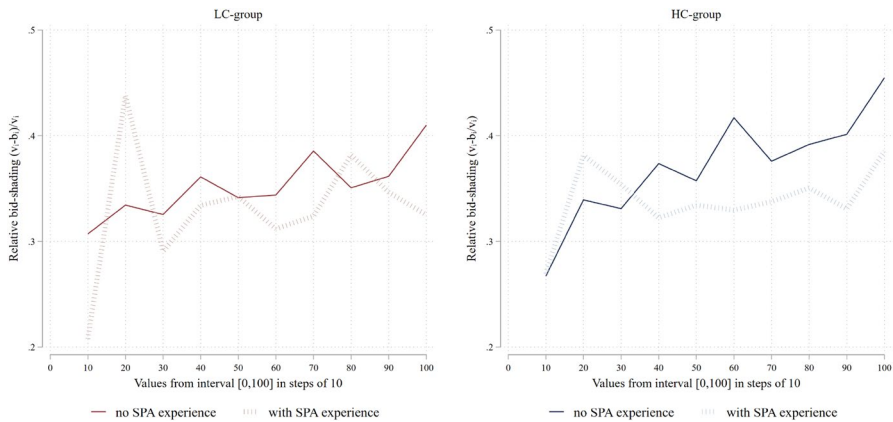 LC-group
Relative bid-shading (vᵢ-bᵢ)/vᵢ
.5
.4
.3
.2
0 10 20 30 40 50 60 70 80 90 100
Values from interval [0,100] in steps of 10
no SPA experience with SPA experience
HC-group
Relative bid-shading (vᵢ-bᵢ/vᵢ)
.5
.4
.3
.2
0 10 20 30 40 50 60 70 80 90 100
Values from interval [0,100] in steps of 10
no SPA experience with SPA experience